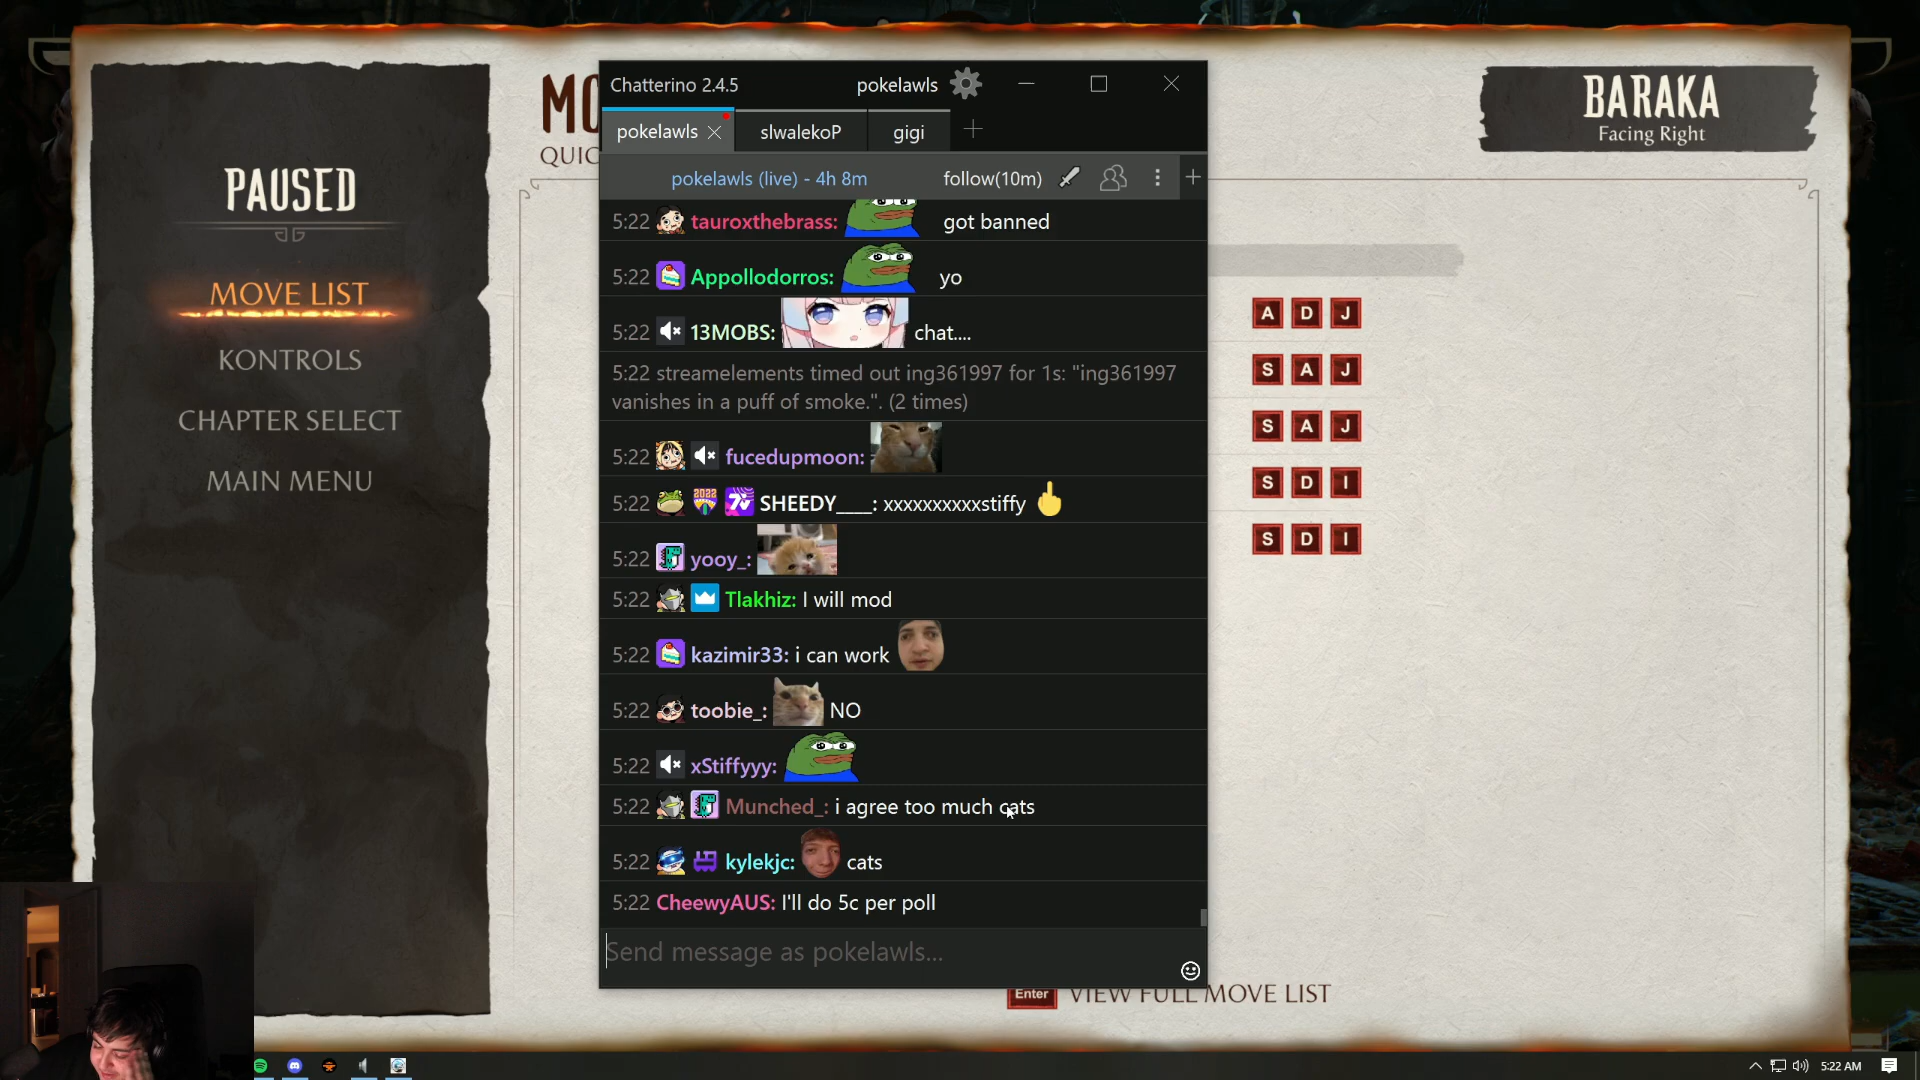 PAUSED
MOVE LIST
KONTROLS
CHAPTER SELECT
MAIN MENU
MO
QUIC
BARAKA
Facing Right
Chatterino 2.4.5
pokelawls
pokelawls
slwalekoP
gigi
pokelawls (live) - 4h 8m
follow(10m)
5:22 tauroxthebrass: got banned
5:22 Appollodorros: yo
5:22 13MOBS: chat....
5:22 streamelements timed out ing361997 for 1s: "ing361997
vanishes in a puff of smoke.". (2 times)
5:22 fucedupmoon:
5:22 2022 SHEEDY____: xxxxxxxxxxstiffy
5:22 yooy_:
5:22 Tlakhiz: I will mod
5:22 kazimir33: i can work
5:22 toobie_: NO
5:22 xStiffyyy:
5:22 Munched_: i agree too much cats
5:22 kylekjc: cats
5:22 CheewyAUS: I'll do 5c per poll
Send message as pokelawls...
A D J
S A J
S A J
S D I
S D I
Enter VIEW FULL MOVE LIST
5:22 AM